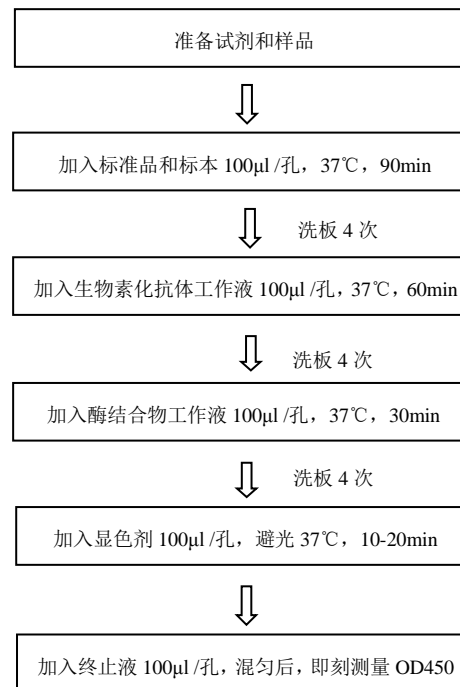 准备试剂和样品
加入标准品和标本 100μl /孔，37℃，90min
洗板 4 次
加入生物素化抗体工作液 100μl /孔，37℃，60min
洗板 4 次
加入酶结合物工作液 100μl /孔，37℃，30min
洗板 4 次
加入显色剂 100μl /孔，避光 37℃，10-20min
加入终止液 100μl /孔，混匀后，即刻测量 OD450